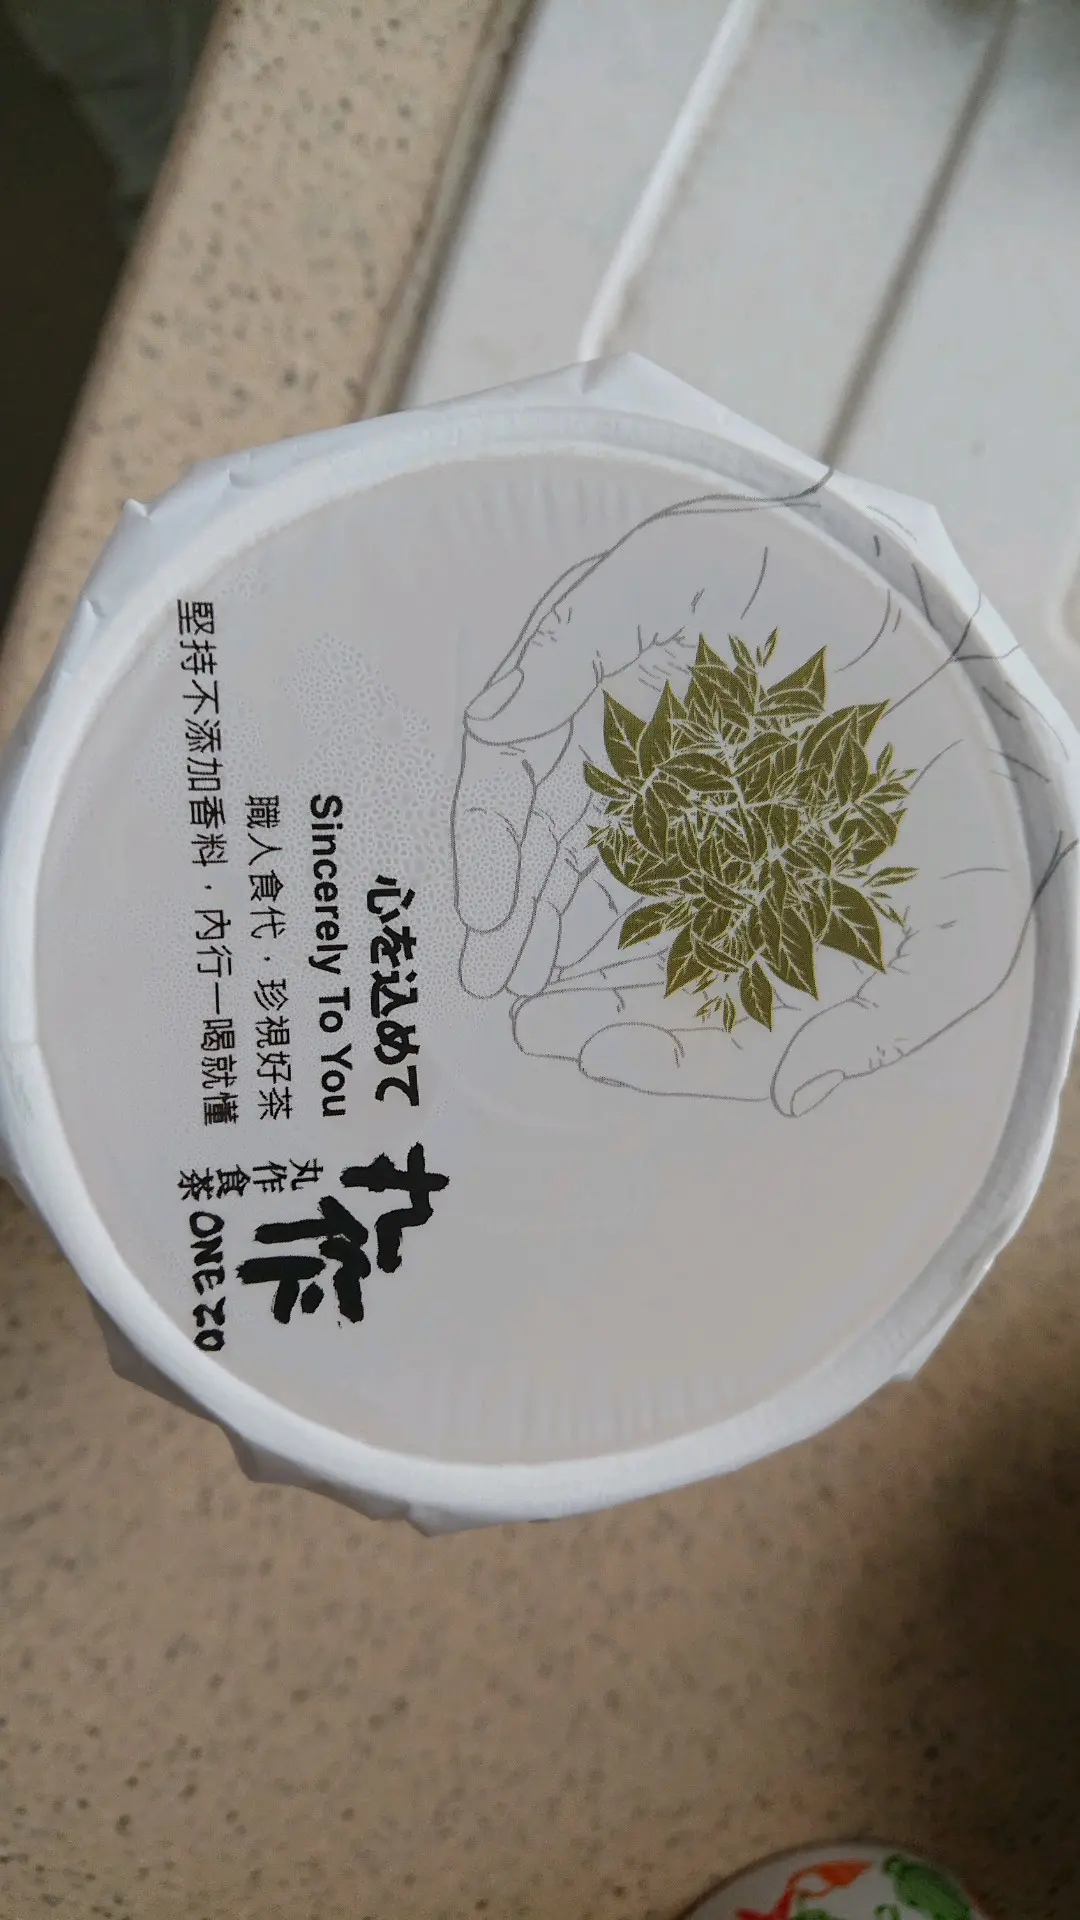 心を込めて
Sincerely To You
職人食代，珍視好茶
堅持不添加香料，內行一喝就懂
丸作
丸作食茶
ONE ZO